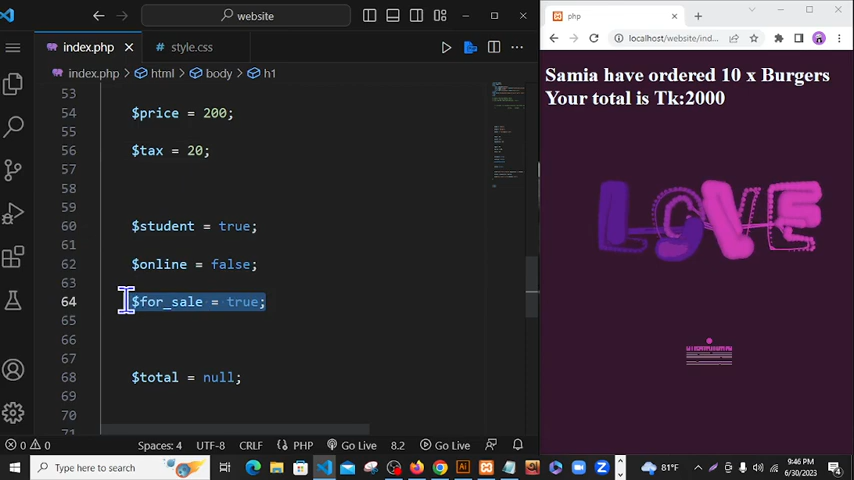 website
php
index.php
style.css
localhost/website/ind...
index.php > html > body > h1
53
54 $price = 200;
55
56 $tax = 20;
57
58
59
60 $student = true;
61
62 $online = false;
63
64 $for_sale = true;
65
66
67
68 $total = null;
69
70
71
Samia have ordered 10 x Burgers
Your total is Tk:2000
LOVE
0 0 Spaces: 4 UTF-8 CRLF PHP Go Live 8.2 Go Live
Type here to search
81°F
9:46 PM
6/30/2023